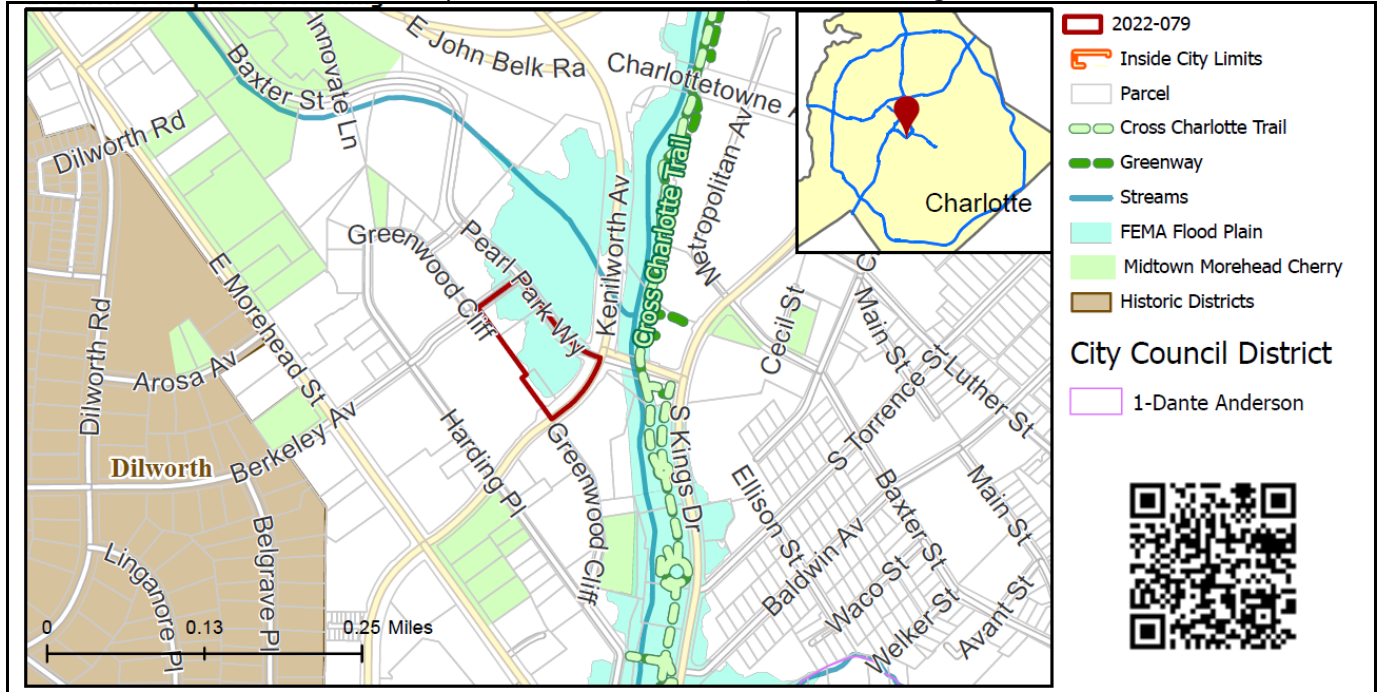 Innovate Ln
E John Belk Ra
Baxter St
Charlottetowne A
Dilworth Rd
Metropolitan Av
Cross Charlotte Trail
Kenilworth Av
Pearl Park Wy
Greenwood Cliff
E Morehead St
Dilworth Rd
Arosa Av
Berkeley Av
Harding Pl
Greenwood Cliff
S Kings Dr
Cecil St
Main St
Luther St
S Torrence St
Ellison St
Baxter St
Main St
Baldwin Av
Waco St
Welker St
Avant St
Dilworth
Belgrave Pl
Linganore Pl
0 0.13 0.25 Miles
Charlotte
2022-079
Inside City Limits
Parcel
Cross Charlotte Trail
Greenway
Streams
FEMA Flood Plain
Midtown Morehead Cherry
Historic Districts
City Council District
1-Dante Anderson